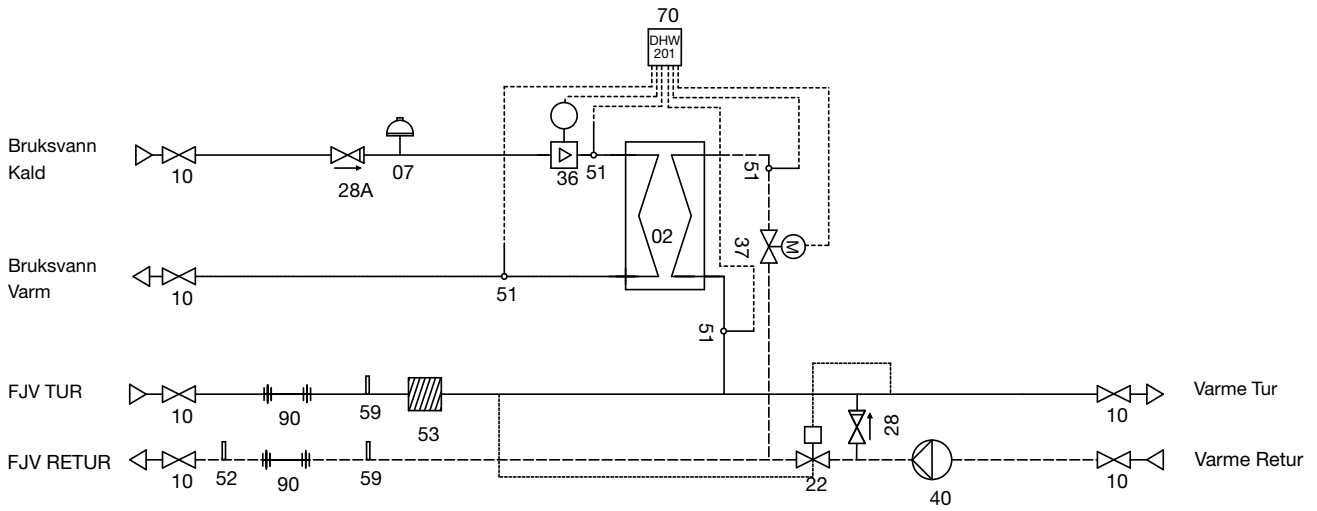 70
DHW
201
Bruksvann
Kald
10
28A
07
36
51
51
02
37
M
Bruksvann
Varm
10
51
51
FJV TUR
10
90
59
53
28
10
Varme Tur
FJV RETUR
10
52
90
59
22
40
10
Varme Retur